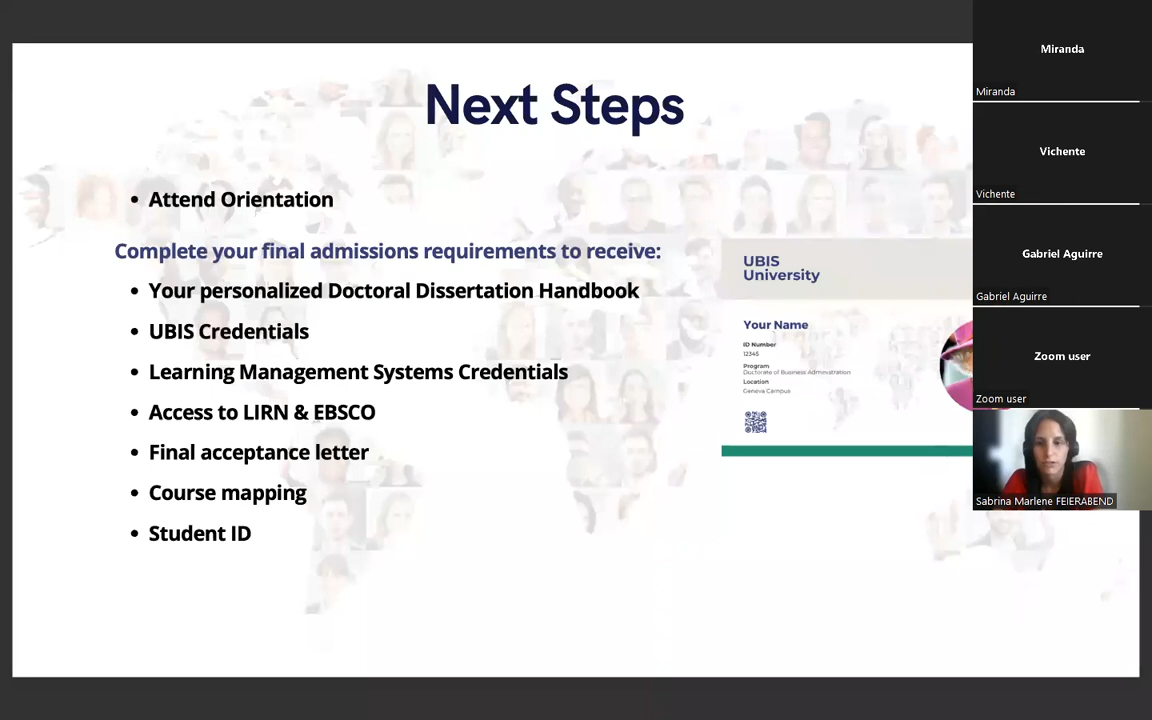 Next Steps
Attend Orientation
Complete your final admissions requirements to receive:
Your personalized Doctoral Dissertation Handbook
UBIS Credentials
Learning Management Systems Credentials
Access to LIRN & EBSCO
Final acceptance letter
Course mapping
Student ID
UBIS
University
Your Name
ID Number
12345
Program
Doctorate of Business Administration
Location
Geneva Campus
Miranda
Miranda
Vichente
Vichente
Gabriel Aguirre
Gabriel Aguirre
Zoom user
Zoom user
Sabrina Marlene FEIERABEND